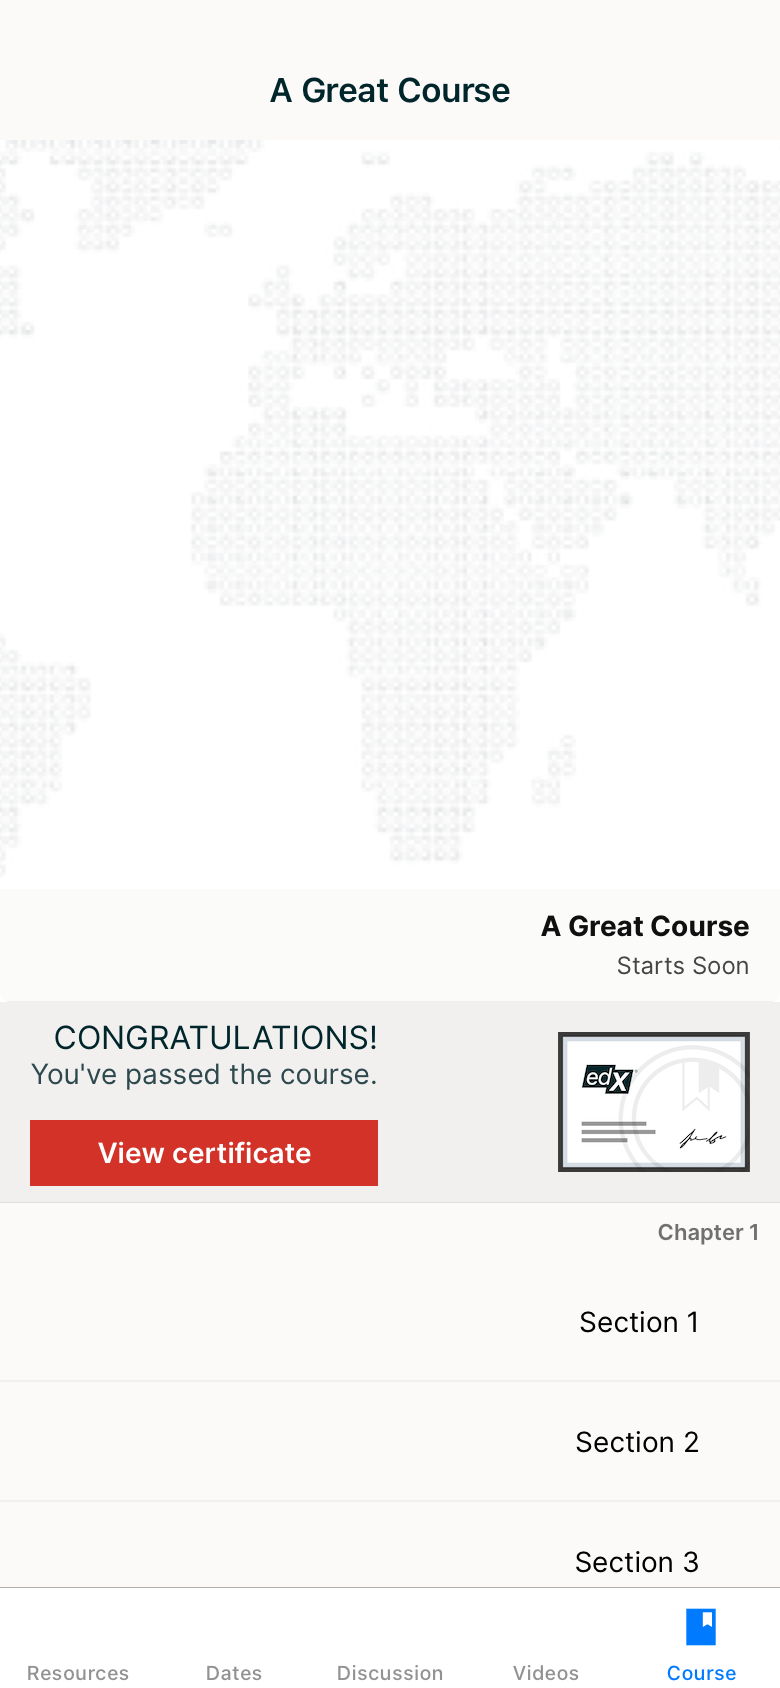 A Great Course
A Great Course
Starts Soon
CONGRATULATIONS!
You've passed the course.
View certificate
edX
Chapter 1
Section 1
Section 2
Section 3
Resources
Dates
Discussion
Videos
Course